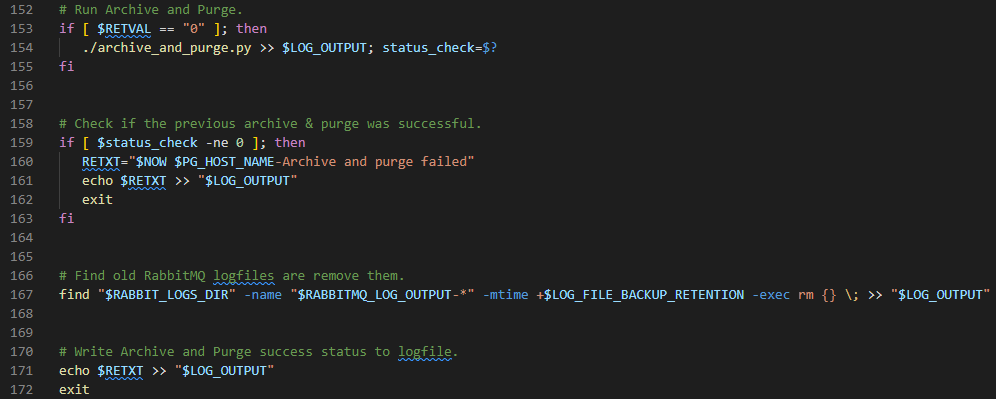 152 # Run Archive and Purge.
153 if [ $RETVAL == "0" ]; then
154 ./archive_and_purge.py >> $LOG_OUTPUT; status_check=$?
155 fi
156
157
158 # Check if the previous archive & purge was successful.
159 if [ $status_check -ne 0 ]; then
160 RETXT="$NOW $PG_HOST_NAME-Archive and purge failed"
161 echo $RETXT >> "$LOG_OUTPUT"
162 exit
163 fi
164
165
166 # Find old RabbitMQ logfiles are remove them.
167 find "$RABBIT_LOGS_DIR" -name "$RABBITMQ_LOG_OUTPUT-*" -mtime +$LOG_FILE_BACKUP_RETENTION -exec rm {} \; >> "$LOG_OUTPUT"
168
169
170 # Write Archive and Purge success status to logfile.
171 echo $RETXT >> "$LOG_OUTPUT"
172 exit